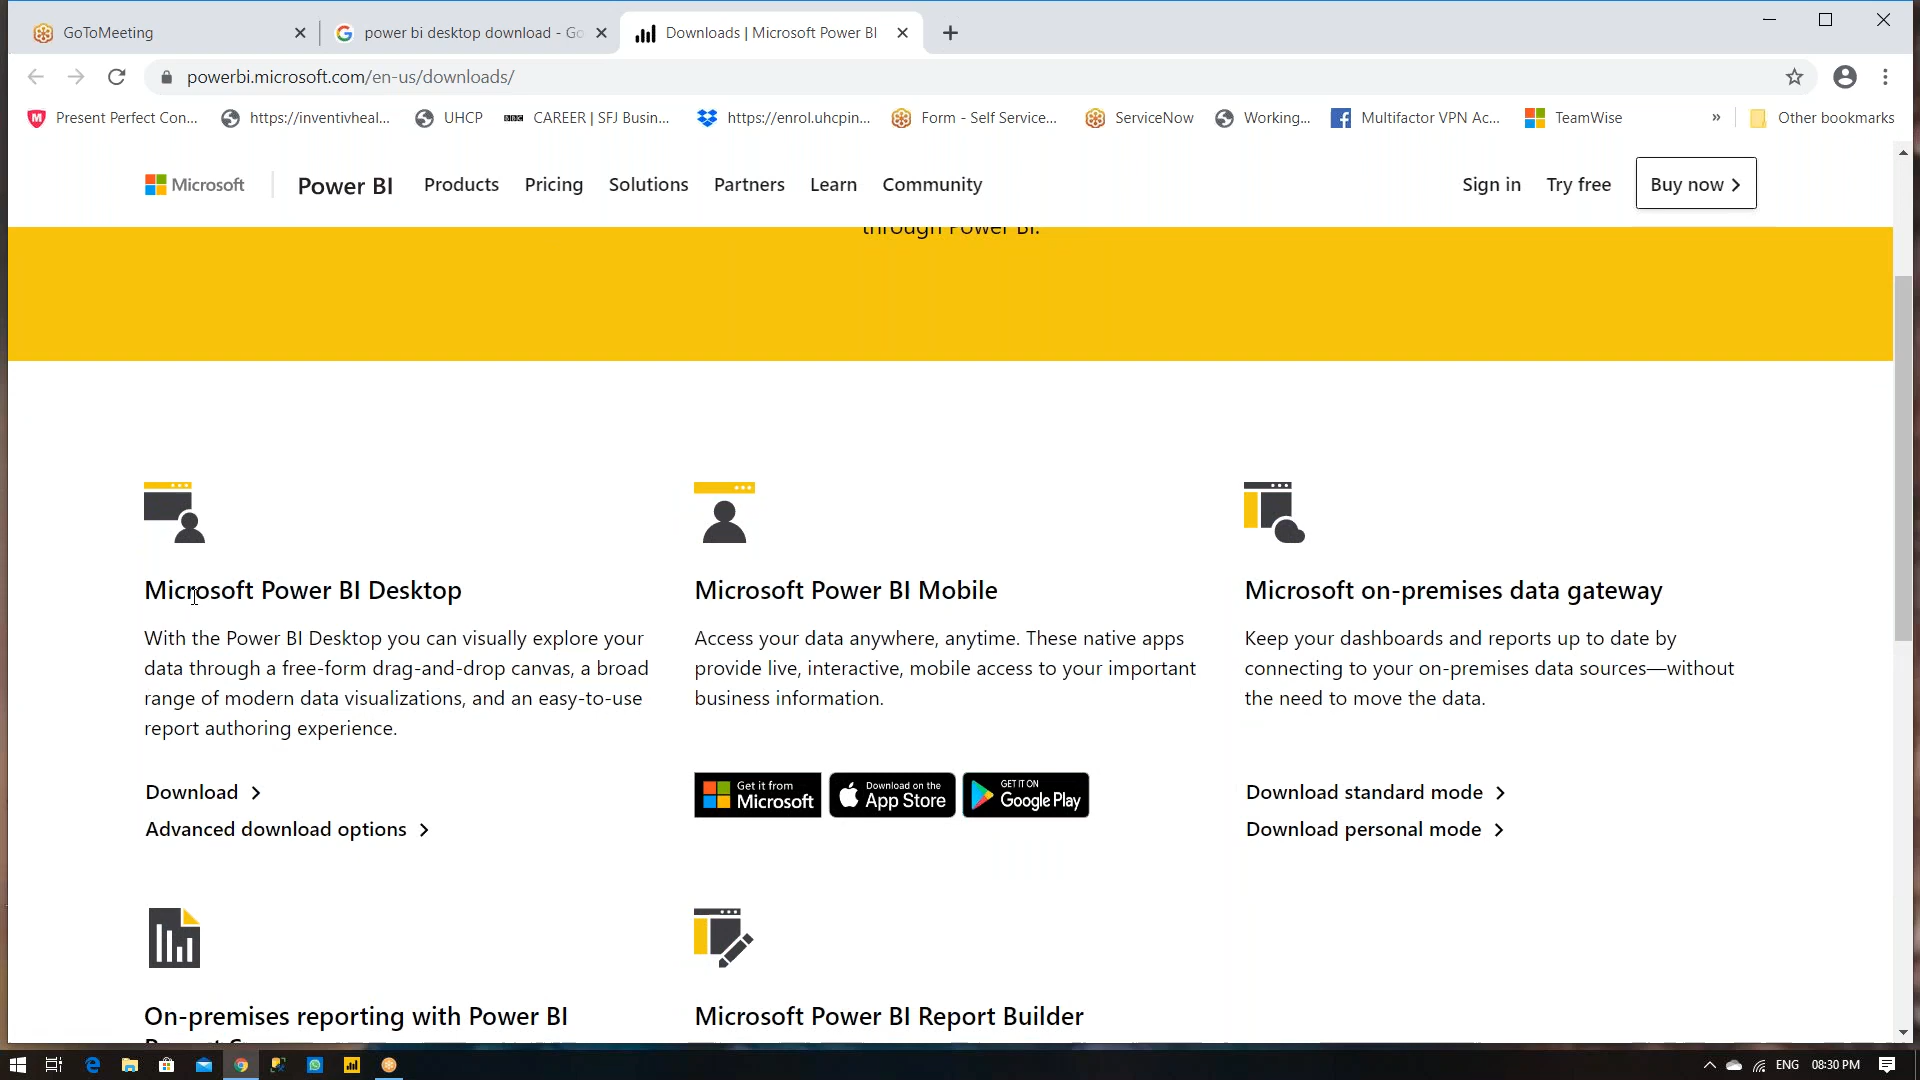 GoToMeeting
power bi desktop download - Go
Downloads | Microsoft Power BI
powerbi.microsoft.com/en-us/downloads/
Present Perfect Con...
https://inventivheal...
UHCP
BBC
CAREER | SFJ Busin...
https://enrol.uhcpin...
Form - Self Service...
ServiceNow
Working...
Multifactor VPN Ac...
TeamWise
»
Other bookmarks
Microsoft
Power BI
Products
Pricing
Solutions
Partners
Learn
Community
Sign in
Try free
Buy now
through Power BI.
Microsoft Power BI Desktop
With the Power BI Desktop you can visually explore your
data through a free-form drag-and-drop canvas, a broad
range of modern data visualizations, and an easy-to-use
report authoring experience.
Download
Advanced download options
Microsoft Power BI Mobile
Access your data anywhere, anytime. These native apps
provide live, interactive, mobile access to your important
business information.
Get it from
Microsoft
Download on the
App Store
GET IT ON
Google Play
Microsoft on-premises data gateway
Keep your dashboards and reports up to date by
connecting to your on-premises data sources—without
the need to move the data.
Download standard mode
Download personal mode
On-premises reporting with Power BI
Microsoft Power BI Report Builder
ENG
08:30 PM